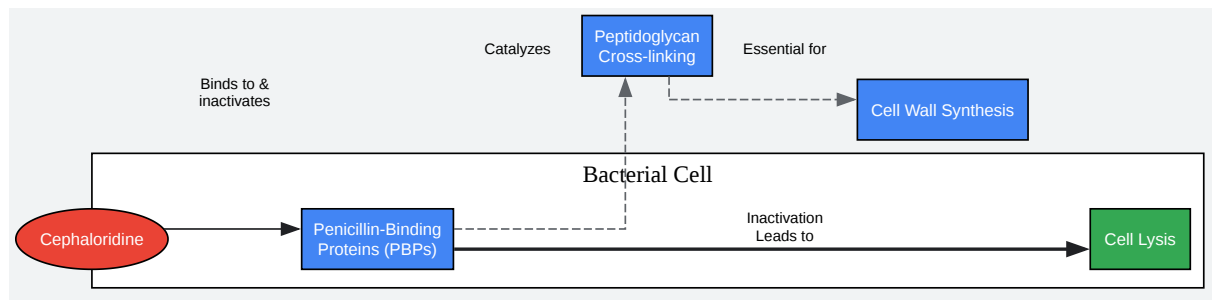 Catalyzes
Peptidoglycan
Cross-linking
Essential for
Binds to &
inactivates
Cell Wall Synthesis
Bacterial Cell
Cephaloridine
Penicillin-Binding
Proteins (PBPs)
Inactivation
Leads to
Cell Lysis